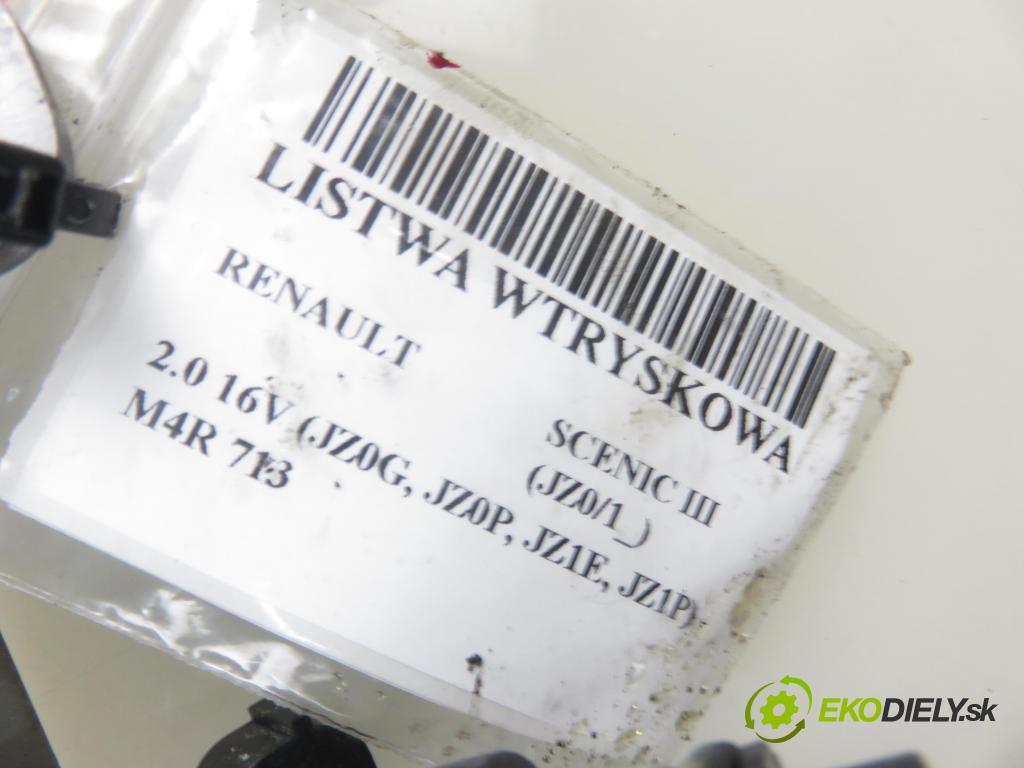 LISTWA WTRYSKOWA
RENAULT
SCENIC III
(JZ0/1_)
2.0 16V (JZ0G, JZ0P, JZ1E, JZ1P)
M4R 713
EKODIELY.sk